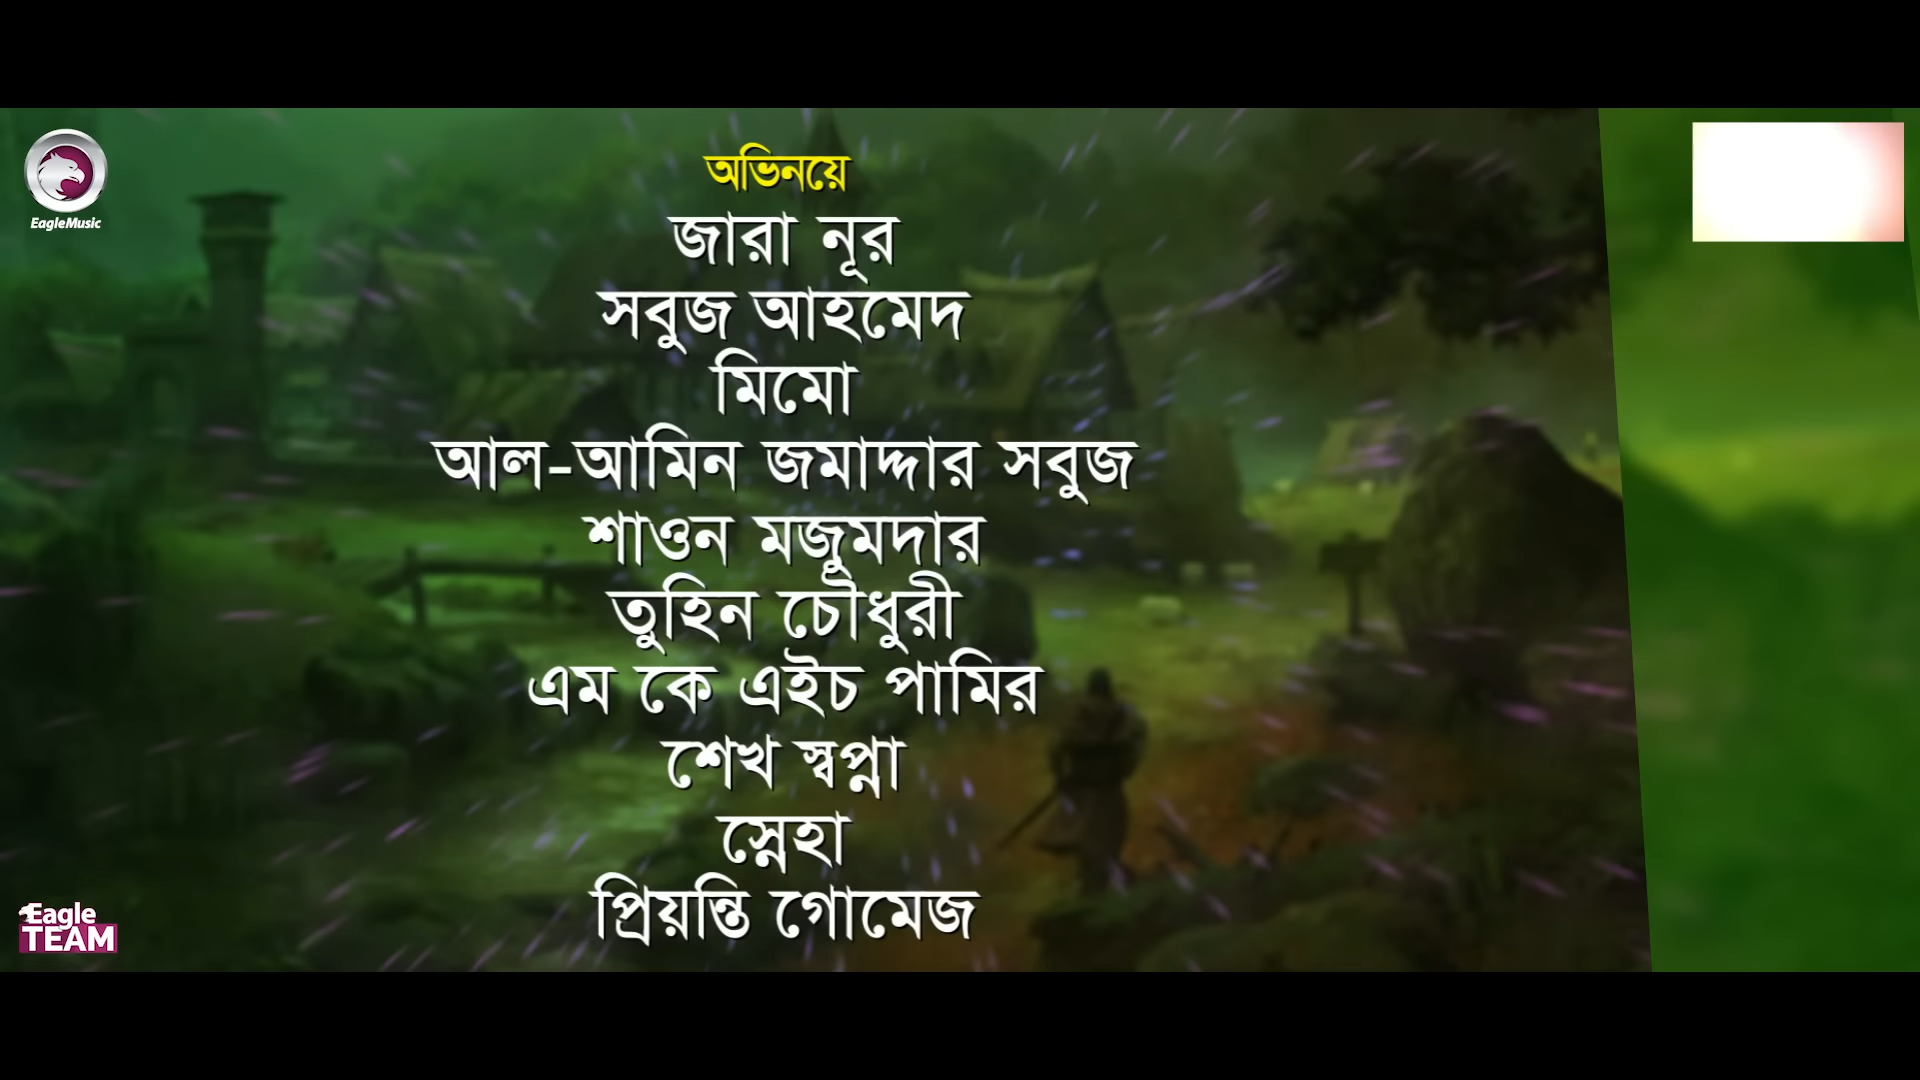 EagleMusic
অভিনয়ে
জারা নূর
সবুজ আহমেদ
মিমো
আল-আমিন জমাদ্দার সবুজ
শাওন মজুমদার
তুহিন চৌধুরী
এম কে এইচ পামির
শেখ স্বপ্না
স্নেহা
প্রিয়ন্তি গোমেজ
Eagle
TEAM